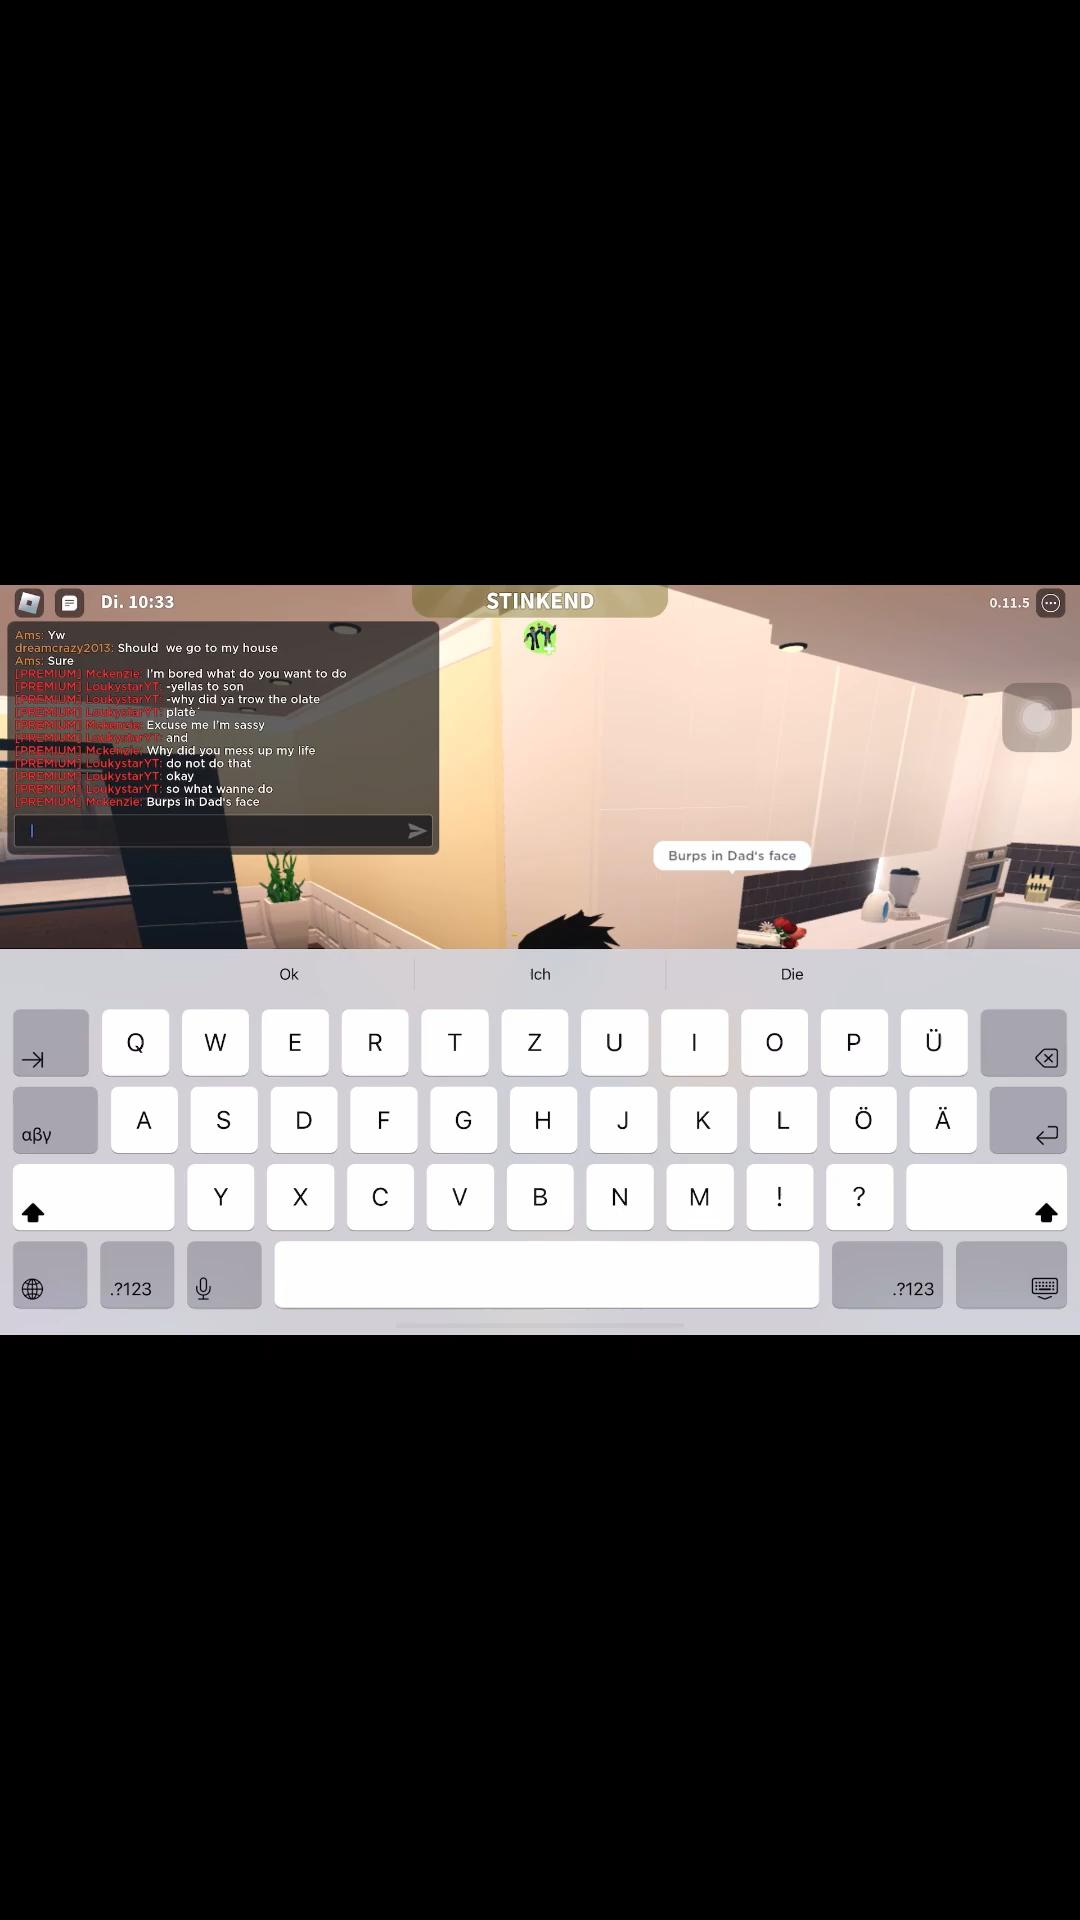 Di. 10:33
STINKEND
0.11.5
Ams: Yw
dreamcrazy2013: Should  we go to my house
Ams: Sure
[PREMIUM] Mckenzie: I'm bored what do you want to do
[PREMIUM] LoukystarYT: -yellas to son
[PREMIUM] LoukystarYT: -why did ya trow the olate
[PREMIUM] LoukystarYT: plate*
[PREMIUM] Mckenzie: Excuse me I'm sassy
[PREMIUM] LoukystarYT: and
[PREMIUM] Mckenzie: Why did you mess up my life
[PREMIUM] LoukystarYT: do not do that
[PREMIUM] LoukystarYT: okay
[PREMIUM] LoukystarYT: so what wanne do
[PREMIUM] Mckenzie: Burps in Dad's face
Burps in Dad's face
Ok Ich Die
Q W E R T Z U I O P Ü
αβγ A S D F G H J K L Ö Ä
Y X C V B N M ! ?
.?123 .?123